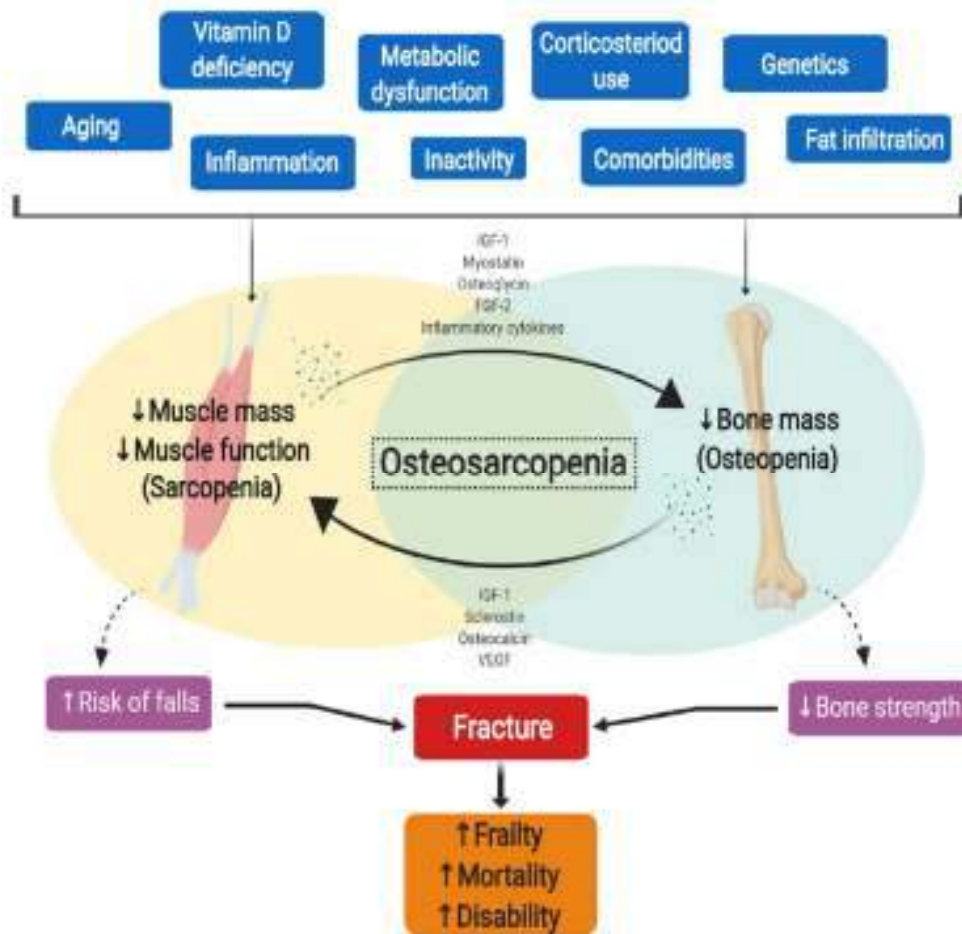 Vitamin D
deficiency
Metabolic
dysfunction
Corticosteriod
use
Genetics
Aging
Inflammation
Inactivity
Comorbidities
Fat infiltration
IGF-1
Myostatin
Osteoglycin
FGF-2
Inflammatory cytokines
↓Muscle mass
↓Muscle function
(Sarcopenia)
Osteosarcopenia
↓Bone mass
(Osteopenia)
IGF-1
Sclerostin
Osteocalcin
VEGF
↑Risk of falls
Fracture
↓Bone strength
↑Frailty
↑Mortality
↑Disability